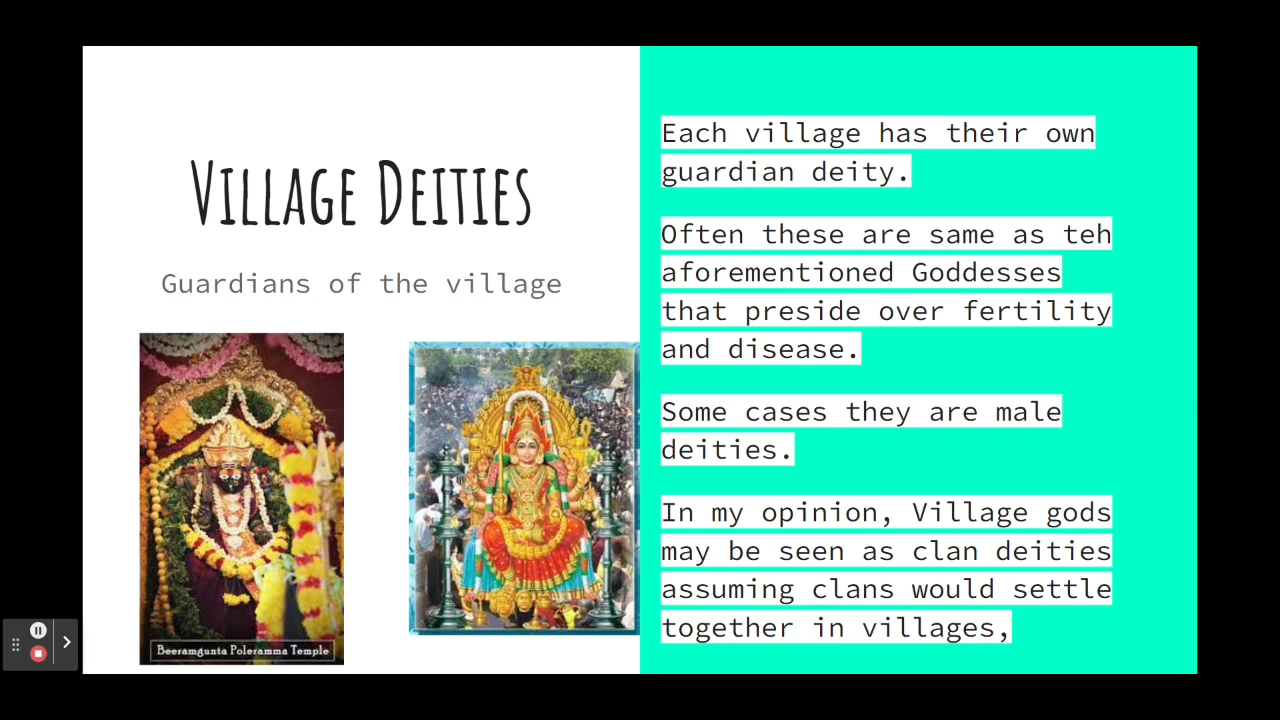 Village Deities
Guardians of the village
Beeramgunta Poleramma Temple
Each village has their own
guardian deity.
Often these are same as teh
aforementioned Goddesses
that preside over fertility
and disease.
Some cases they are male
deities.
In my opinion, Village gods
may be seen as clan deities
assuming clans would settle
together in villages,